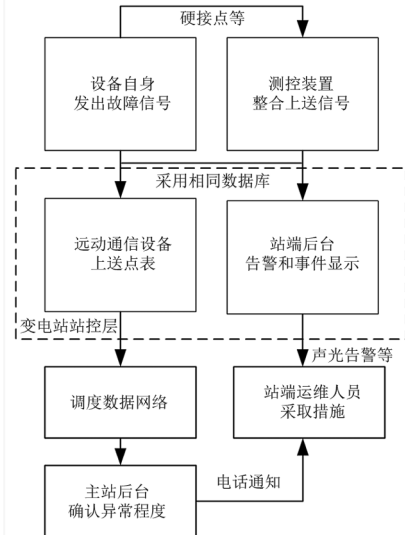 硬接点等
设备自身
发出故障信号
测控装置
整合上送信号
采用相同数据库
远动通信设备
上送点表
站端后台
告警和事件显示
变电站站控层
声光告警等
调度数据网络
站端运维人员
采取措施
主站后台
确认异常程度
电话通知